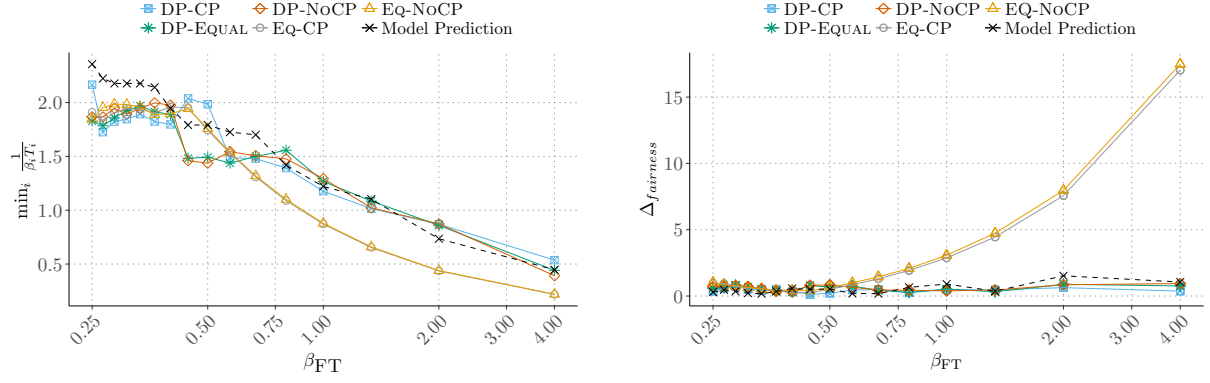 DP-CP DP-NoCP Eq-NoCP
DP-Equal Eq-CP Model Prediction
2.0
1.5
1.0
0.5
min_i 1/(β_i T_i)
0.25 0.50 0.75 1.00 2.00 3.00 4.00
β_FT
DP-CP DP-NoCP Eq-NoCP
DP-Equal Eq-CP Model Prediction
15
10
5
0
Δ_fairness
0.25 0.50 0.75 1.00 2.00 3.00 4.00
β_FT